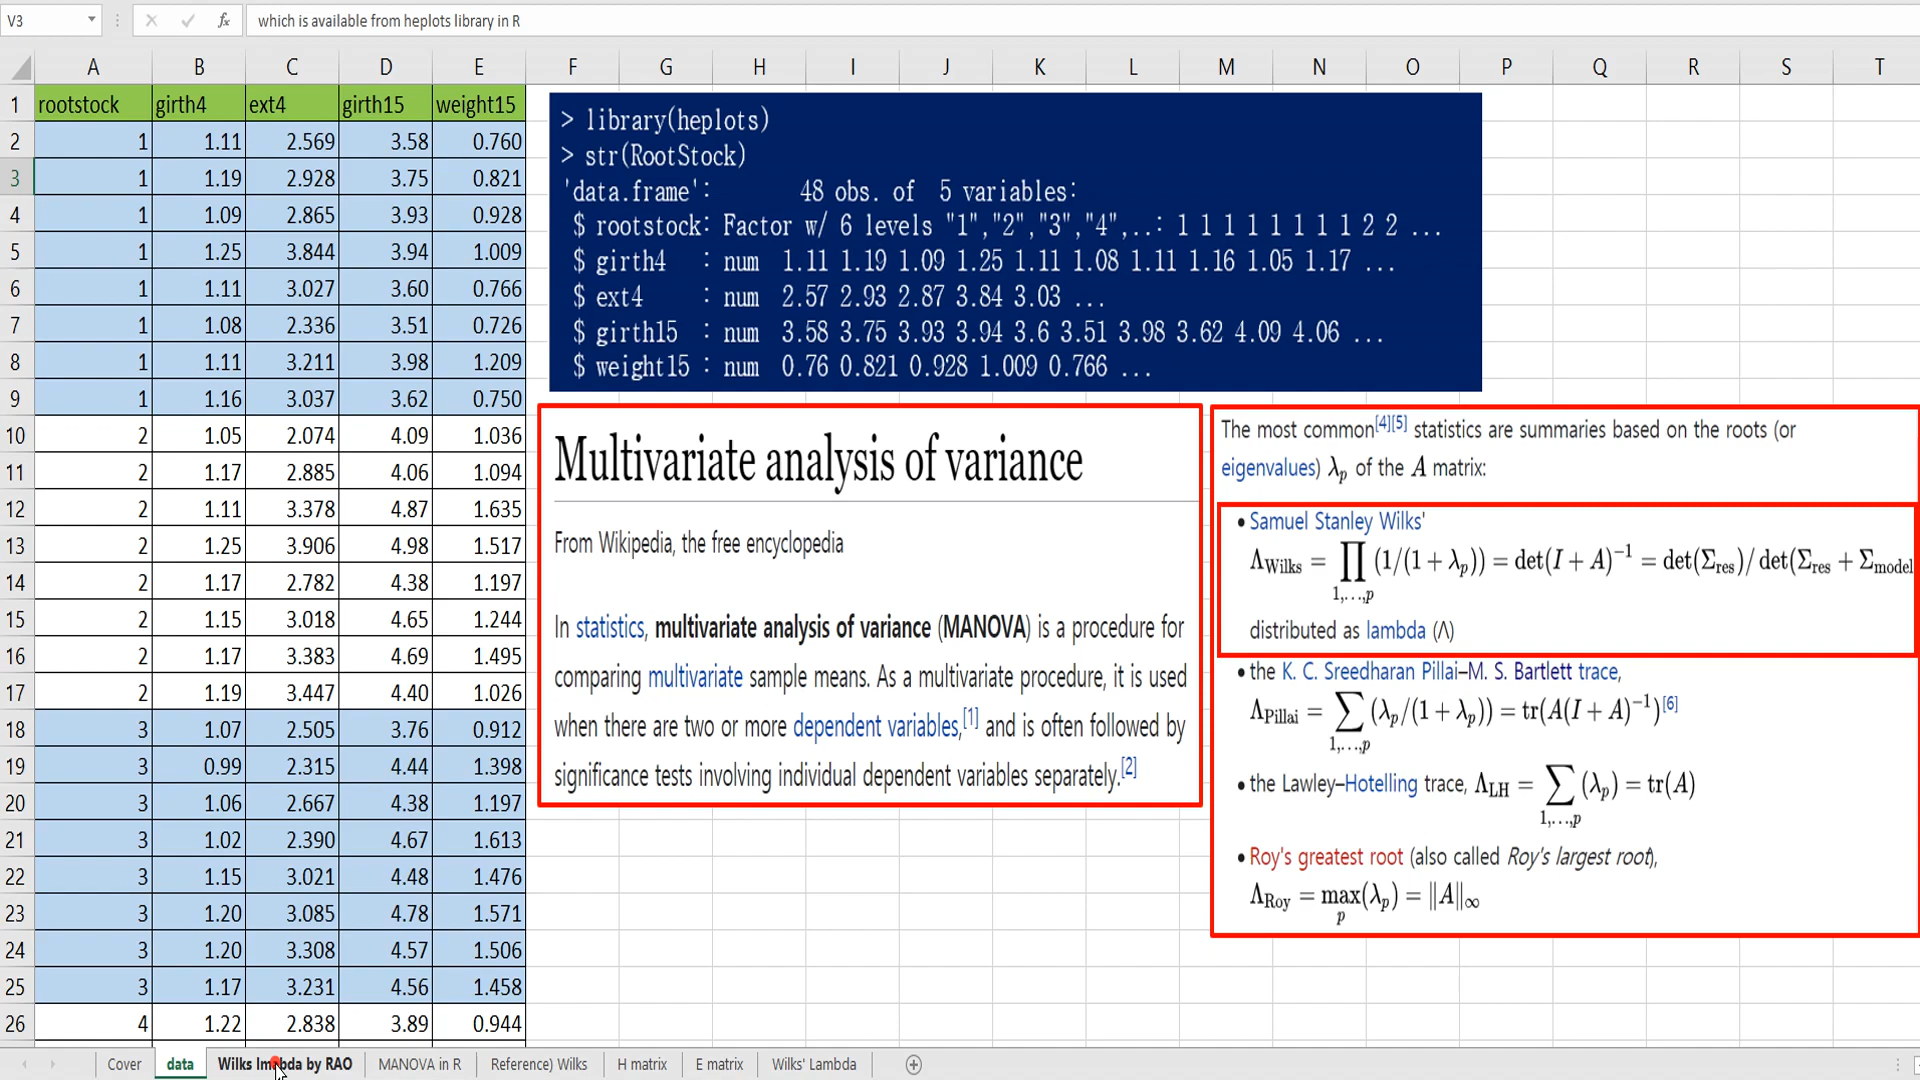 V3 fx which is available from heplots library in R
A B C D E F G H I J K L M N O P Q R S T
1 rootstock girth4 ext4 girth15 weight15
2 1 1.11 2.569 3.58 0.760
3 1 1.19 2.928 3.75 0.821
4 1 1.09 2.865 3.93 0.928
5 1 1.25 3.844 3.94 1.009
6 1 1.11 3.027 3.60 0.766
7 1 1.08 2.336 3.51 0.726
8 1 1.11 3.211 3.98 1.209
9 1 1.16 3.037 3.62 0.750
10 2 1.05 2.074 4.09 1.036
11 2 1.17 2.885 4.06 1.094
12 2 1.11 3.378 4.87 1.635
13 2 1.25 3.906 4.98 1.517
14 2 1.17 2.782 4.38 1.197
15 2 1.15 3.018 4.65 1.244
16 2 1.17 3.383 4.69 1.495
17 2 1.19 3.447 4.40 1.026
18 3 1.07 2.505 3.76 0.912
19 3 0.99 2.315 4.44 1.398
20 3 1.06 2.667 4.38 1.197
21 3 1.02 2.390 4.67 1.613
22 3 1.15 3.021 4.48 1.476
23 3 1.20 3.085 4.78 1.571
24 3 1.20 3.308 4.57 1.506
25 3 1.17 3.231 4.56 1.458
26 4 1.22 2.838 3.89 0.944
> library(heplots)
> str(RootStock)
'data.frame': 48 obs. of 5 variables:
$ rootstock: Factor w/ 6 levels "1","2","3","4",..: 1 1 1 1 1 1 1 1 2 2 ...
$ girth4 : num 1.11 1.19 1.09 1.25 1.11 1.08 1.11 1.16 1.05 1.17 ...
$ ext4 : num 2.57 2.93 2.87 3.84 3.03 ...
$ girth15 : num 3.58 3.75 3.93 3.94 3.6 3.51 3.98 3.62 4.09 4.06 ...
$ weight15 : num 0.76 0.821 0.928 1.009 0.766 ...
Multivariate analysis of variance
From Wikipedia, the free encyclopedia
In statistics, multivariate analysis of variance (MANOVA) is a procedure for
comparing multivariate sample means. As a multivariate procedure, it is used
when there are two or more dependent variables,[1] and is often followed by
significance tests involving individual dependent variables separately.[2]
The most common[4][5] statistics are summaries based on the roots (or
eigenvalues) λp of the A matrix:
• Samuel Stanley Wilks'
ΛWilks = ∏ (1/(1 + λp)) = det(I + A)⁻¹ = det(Σres)/ det(Σres + Σmodel
1,…,p
distributed as lambda (Λ)
• the K. C. Sreedharan Pillai–M. S. Bartlett trace,
ΛPillai = ∑ (λp/(1 + λp)) = tr(A(I + A)⁻¹)[6]
1,…,p
• the Lawley–Hotelling trace, ΛLH = ∑ (λp) = tr(A)
1,…,p
• Roy's greatest root (also called Roy's largest root),
ΛRoy = max(λp) = ‖A‖∞
p
Cover data Wilks lmabda by RAO MANOVA in R Reference) Wilks H matrix E matrix Wilks' Lambda